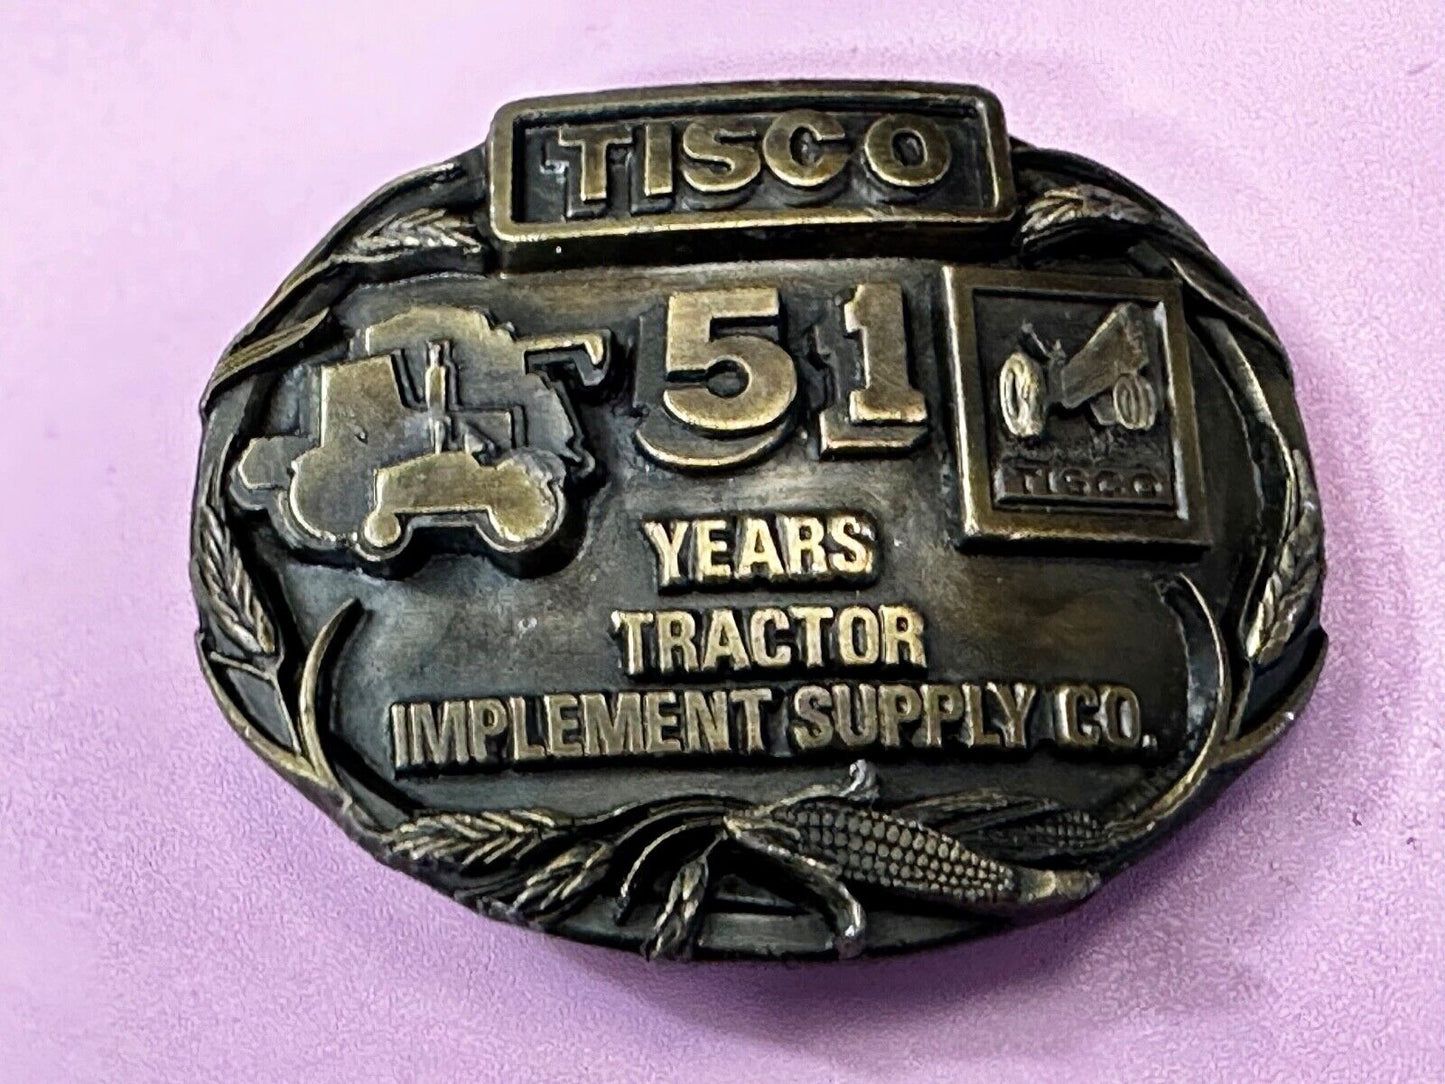 TISCO
51
TISCO
YEARS
TRACTOR
IMPLEMENT SUPPLY CO.